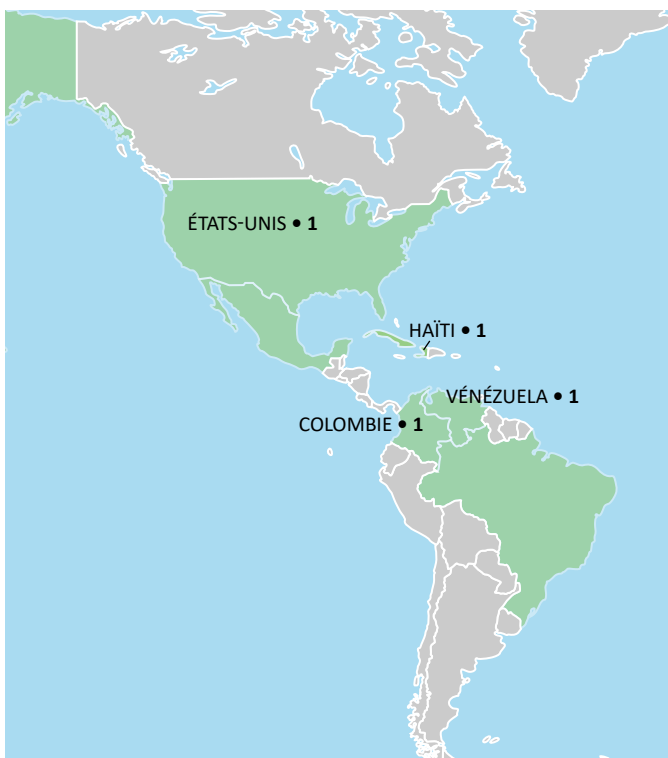 ÉTATS-UNIS • 1
HAÏTI • 1
VÉNÉZUELA • 1
COLOMBIE • 1